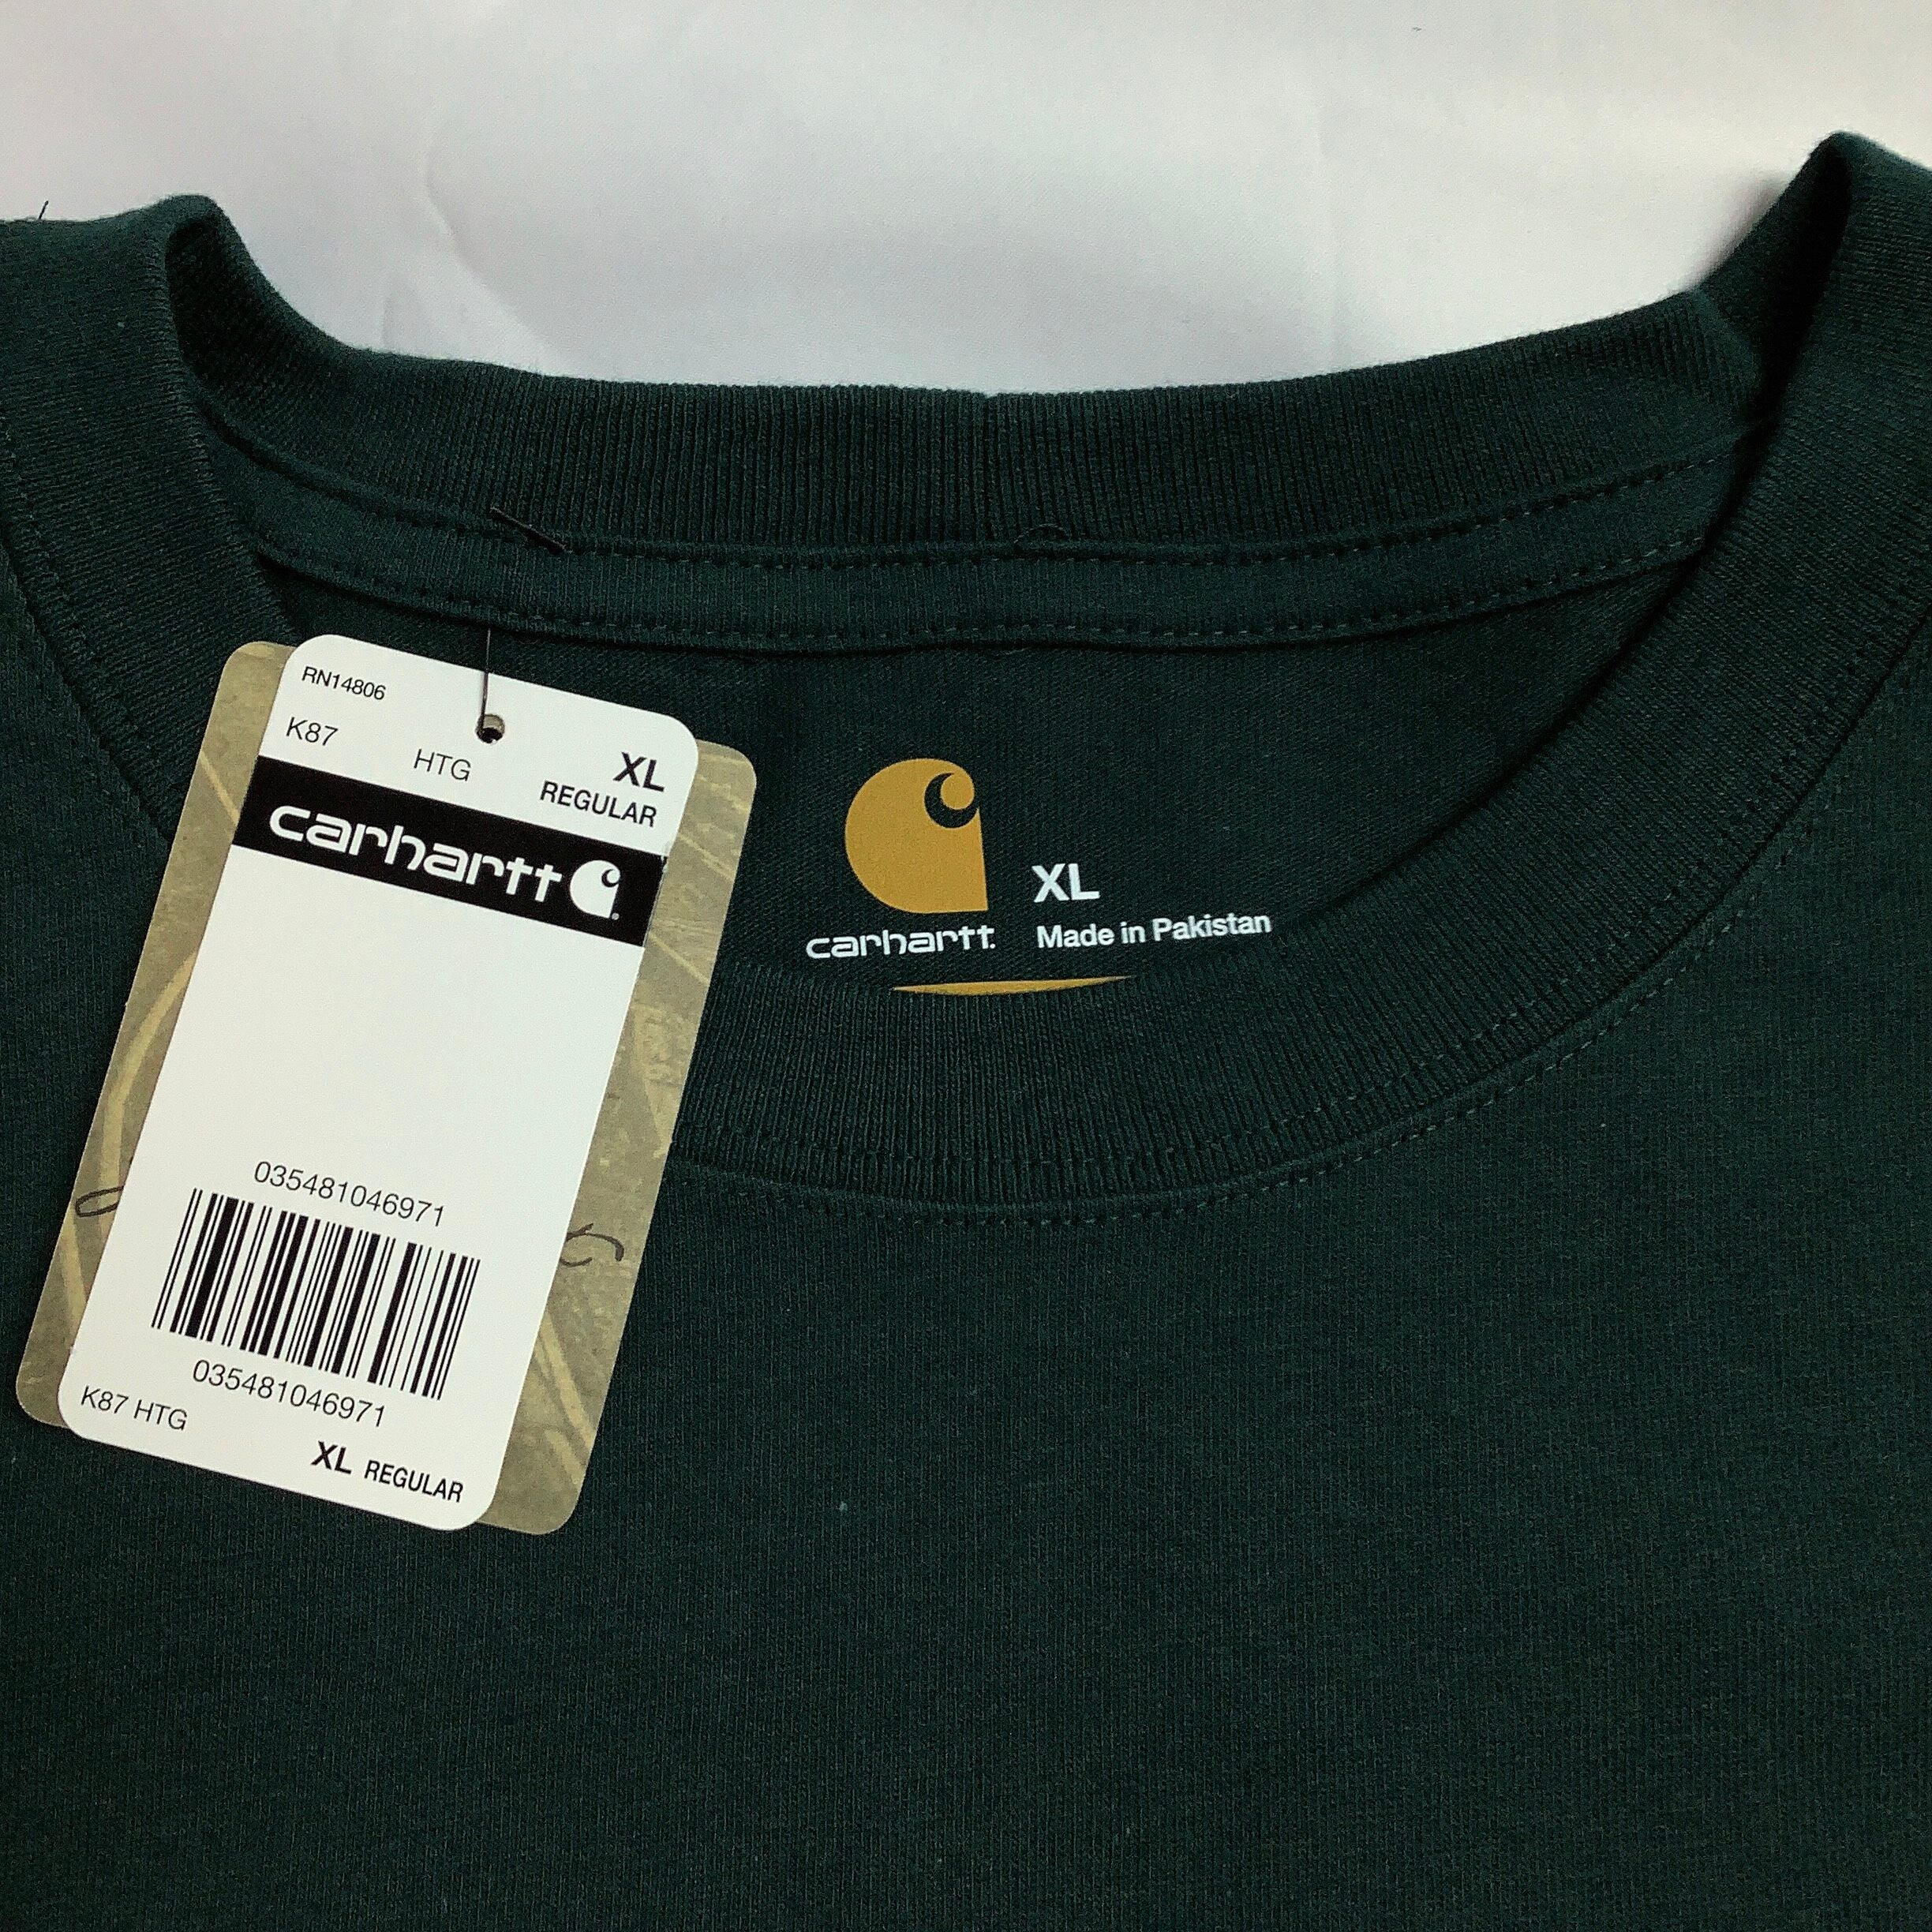 RN14806
K87
HTG
XL
REGULAR
carhartt
035481046971
035481046971
K87 HTG
XL REGULAR
XL
carhartt.
Made in Pakistan